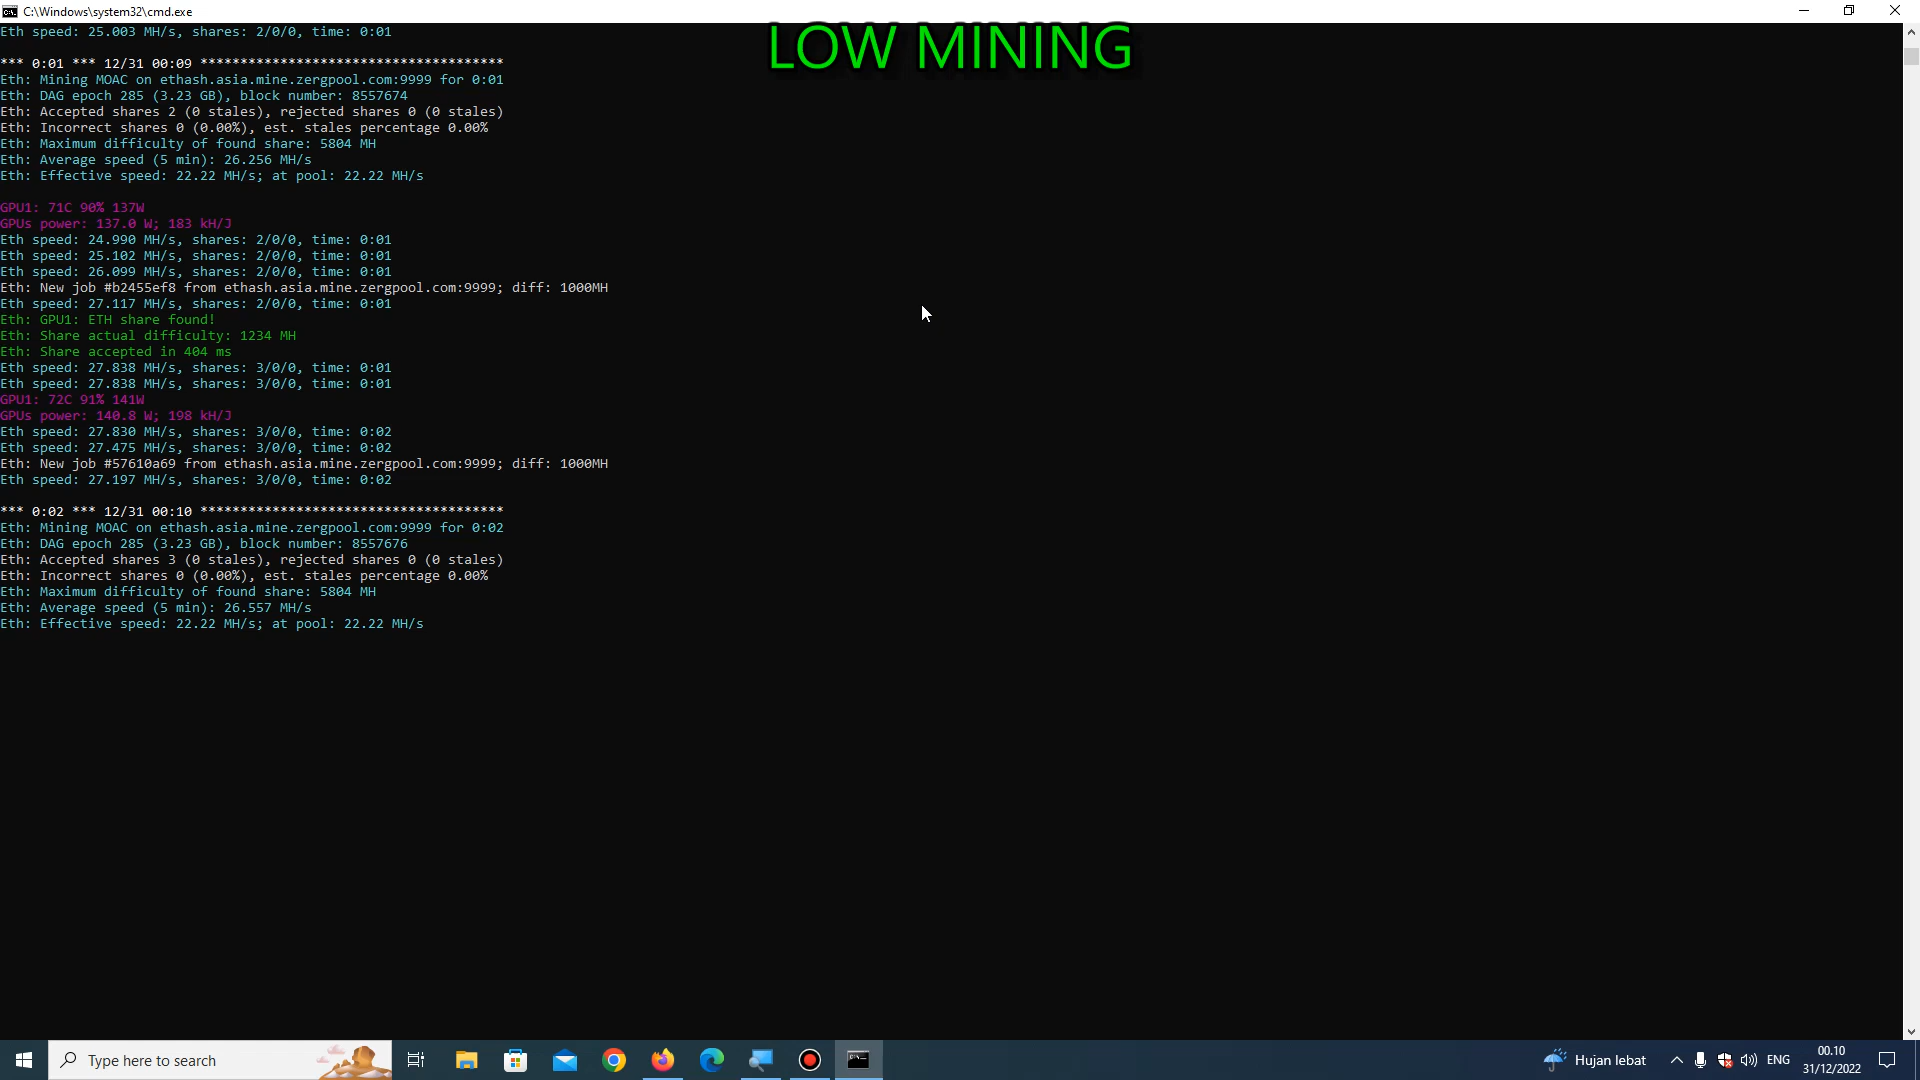 C:\Windows\system32\cmd.exe
LOW MINING
Eth speed: 25.003 MH/s, shares: 2/0/0, time: 0:01
*** 0:01 *** 12/31 00:09 **************************************
Eth: Mining MOAC on ethash.asia.mine.zergpool.com:9999 for 0:01
Eth: DAG epoch 285 (3.23 GB), block number: 8557674
Eth: Accepted shares 2 (0 stales), rejected shares 0 (0 stales)
Eth: Incorrect shares 0 (0.00%), est. stales percentage 0.00%
Eth: Maximum difficulty of found share: 5804 MH
Eth: Average speed (5 min): 26.256 MH/s
Eth: Effective speed: 22.22 MH/s; at pool: 22.22 MH/s
GPU1: 71C 90% 137W
GPUs power: 137.0 W; 183 kH/J
Eth speed: 24.990 MH/s, shares: 2/0/0, time: 0:01
Eth speed: 25.102 MH/s, shares: 2/0/0, time: 0:01
Eth speed: 26.099 MH/s, shares: 2/0/0, time: 0:01
Eth: New job #b2455ef8 from ethash.asia.mine.zergpool.com:9999; diff: 1000MH
Eth speed: 27.117 MH/s, shares: 2/0/0, time: 0:01
Eth: GPU1: ETH share found!
Eth: Share actual difficulty: 1234 MH
Eth: Share accepted in 404 ms
Eth speed: 27.838 MH/s, shares: 3/0/0, time: 0:01
Eth speed: 27.838 MH/s, shares: 3/0/0, time: 0:01
GPU1: 72C 91% 141W
GPUs power: 140.8 W; 198 kH/J
Eth speed: 27.830 MH/s, shares: 3/0/0, time: 0:02
Eth speed: 27.475 MH/s, shares: 3/0/0, time: 0:02
Eth: New job #57610a69 from ethash.asia.mine.zergpool.com:9999; diff: 1000MH
Eth speed: 27.197 MH/s, shares: 3/0/0, time: 0:02
*** 0:02 *** 12/31 00:10 **************************************
Eth: Mining MOAC on ethash.asia.mine.zergpool.com:9999 for 0:02
Eth: DAG epoch 285 (3.23 GB), block number: 8557676
Eth: Accepted shares 3 (0 stales), rejected shares 0 (0 stales)
Eth: Incorrect shares 0 (0.00%), est. stales percentage 0.00%
Eth: Maximum difficulty of found share: 5804 MH
Eth: Average speed (5 min): 26.557 MH/s
Eth: Effective speed: 22.22 MH/s; at pool: 22.22 MH/s
Type here to search
Hujan lebat
ENG
00.10
31/12/2022